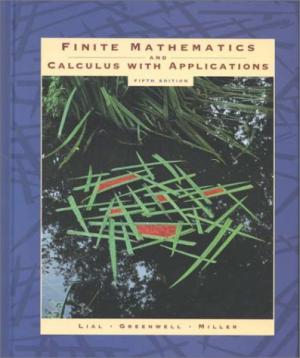 FINITE MATHEMATICS
AND
CALCULUS WITH APPLICATIONS
FIFTH EDITION
LIAL • GREENWELL • MILLER